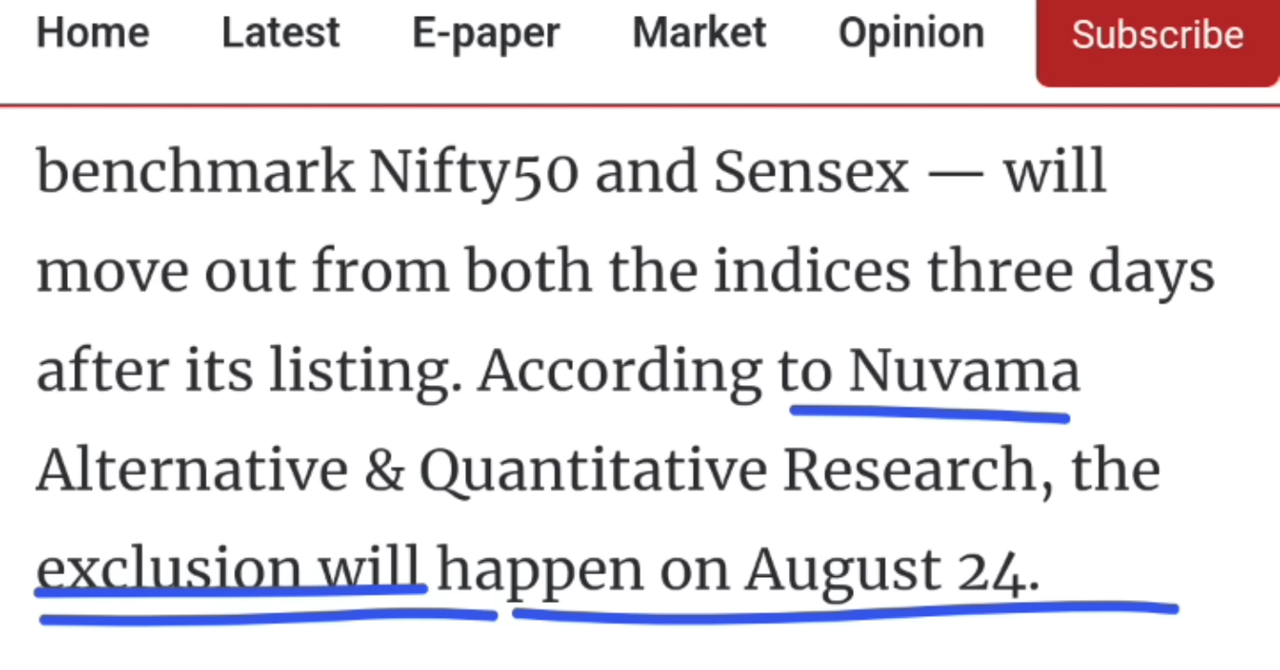 Home Latest E-paper Market Opinion Subscribe
benchmark Nifty50 and Sensex — will
move out from both the indices three days
after its listing. According to Nuvama
Alternative & Quantitative Research, the
exclusion will happen on August 24.